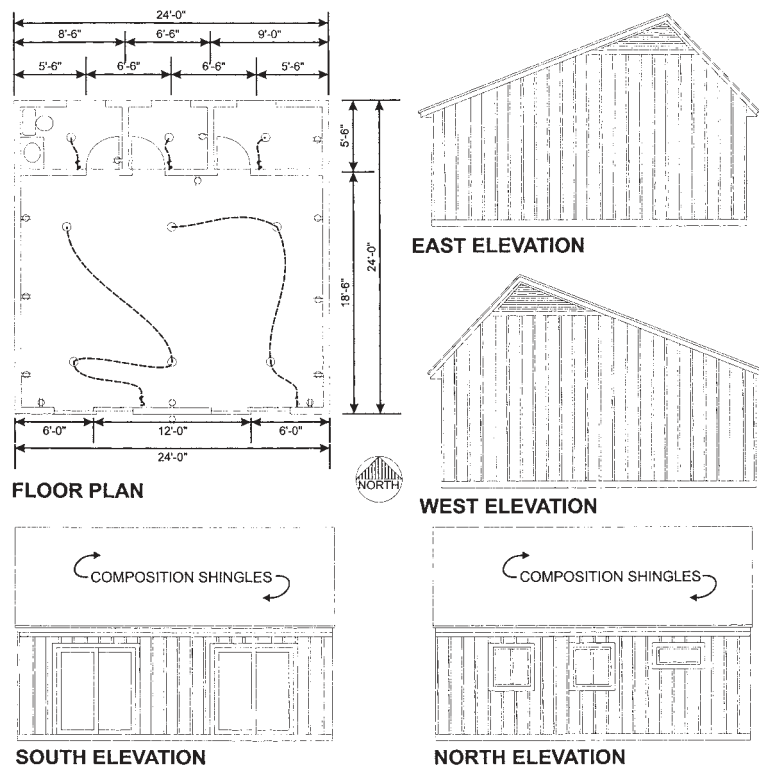 24'-0"
8'-6" 6'-6" 9'-0"
5'-6" 6'-6" 6'-6" 5'-6"
5'-6"
18'-6"
24'-0"
6'-0" 12'-0" 6'-0"
24'-0"
FLOOR PLAN
NORTH
EAST ELEVATION
WEST ELEVATION
COMPOSITION SHINGLES
SOUTH ELEVATION
COMPOSITION SHINGLES
NORTH ELEVATION